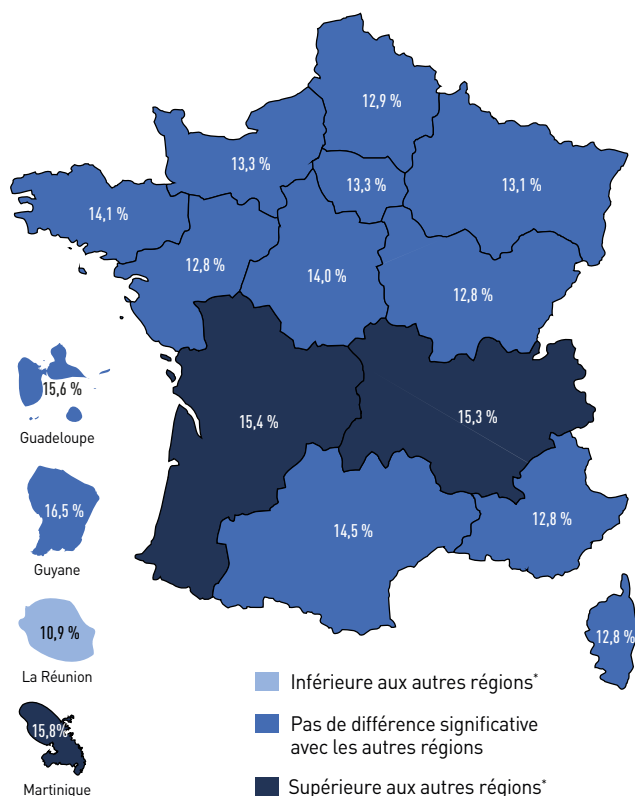 12,9 %
13,3 %
13,3 %
13,1 %
14,1 %
12,8 %
14,0 %
12,8 %
15,6 %
Guadeloupe
15,4 %
15,3 %
16,5 %
Guyane
14,5 %
12,8 %
10,9 %
La Réunion
12,8 %
15,8%
Martinique
Inférieure aux autres régions*
Pas de différence significative
avec les autres régions
Supérieure aux autres régions*